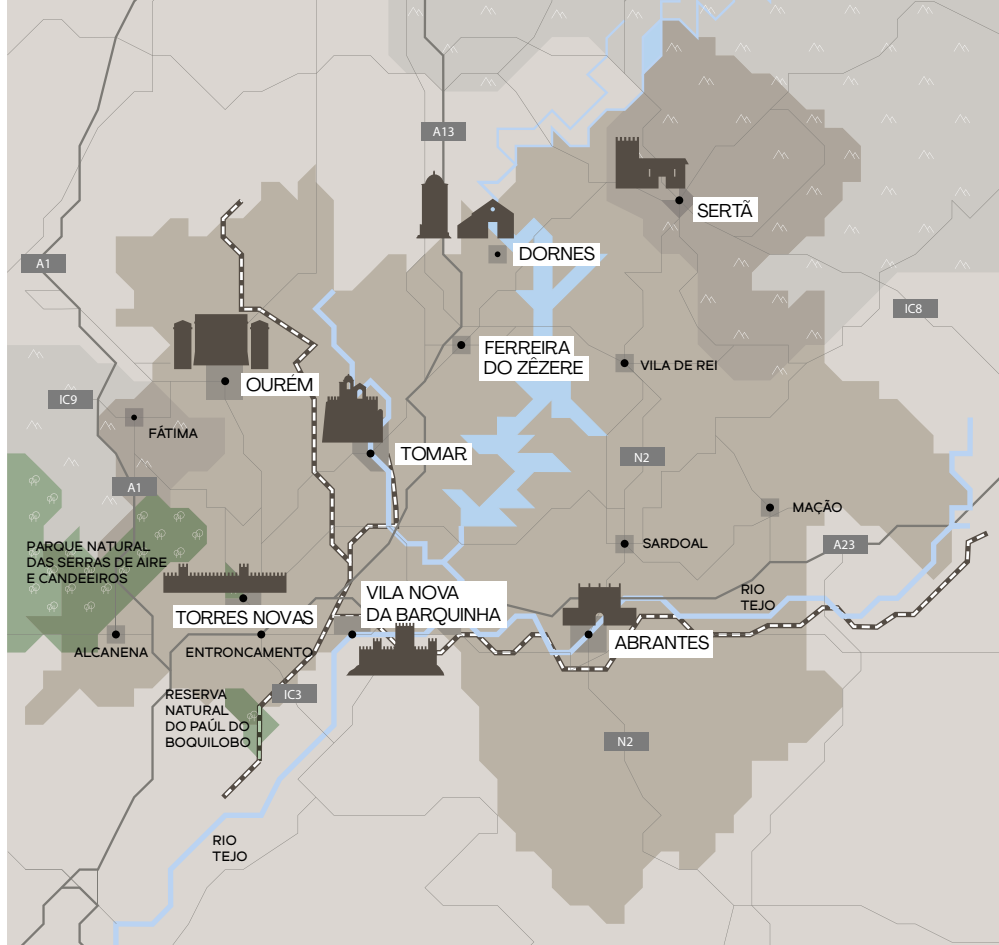 A13
SERTÃ
DORNES
A1
IC8
FERREIRA
DO ZÊZERE
VILA DE REI
OURÉM
IC9
FÁTIMA
TOMAR
N2
A1
MAÇÃO
PARQUE NATURAL
DAS SERRAS DE AIRE
E CANDEEIROS
SARDOAL
A23
VILA NOVA
DA BARQUINHA
RIO
TEJO
TORRES NOVAS
ALCANENA
ENTRONCAMENTO
ABRANTES
IC3
RESERVA
NATURAL
DO PAÚL DO
BOQUILOBO
N2
RIO
TEJO